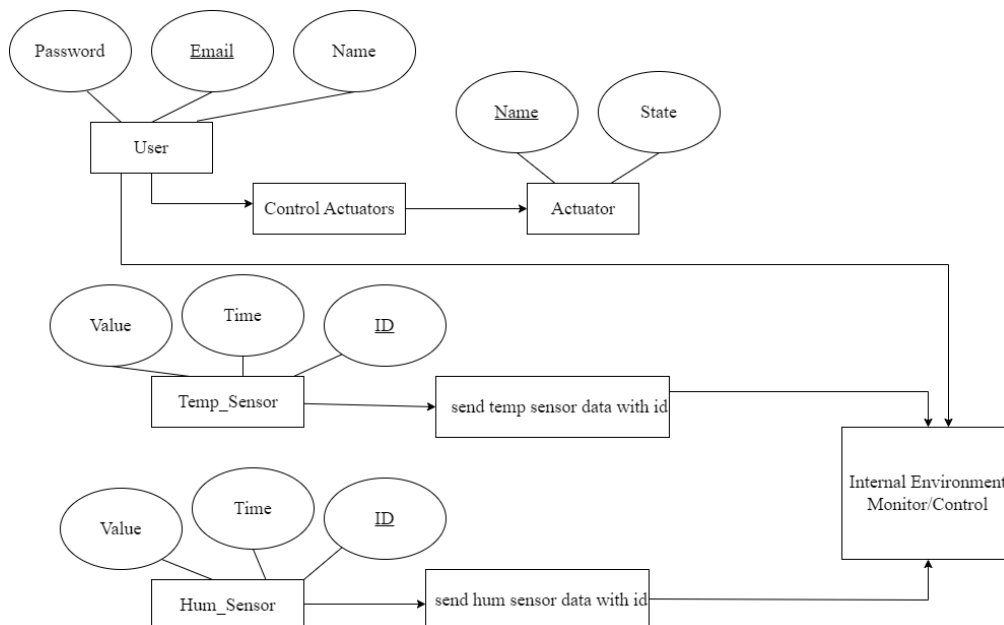 Password
Email
Name
User
Name
State
Control Actuators
Actuator
Value
Time
ID
Temp_Sensor
send temp sensor data with id
Internal Environment
Monitor/Control
Value
Time
ID
Hum_Sensor
send hum sensor data with id